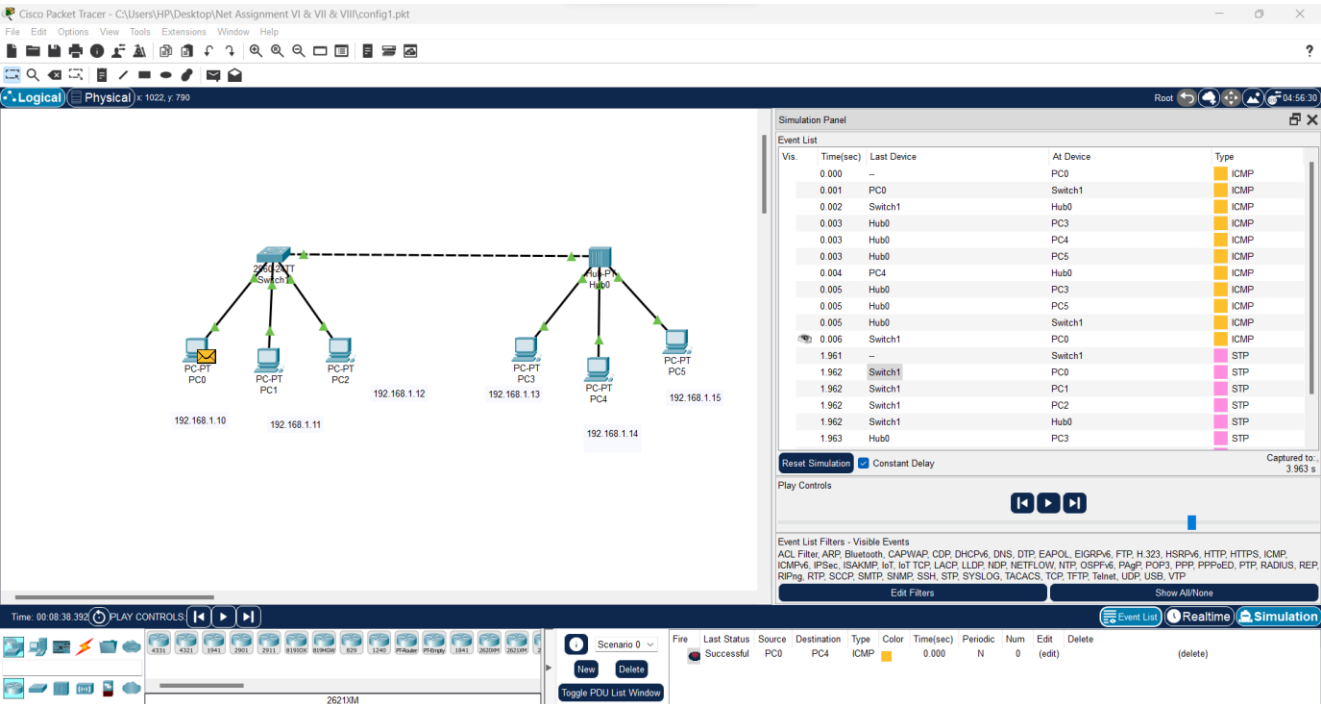 Cisco Packet Tracer - C:\Users\HP\Desktop\Net Assignment VI & VII & VIII\config1.pkt
File Edit Options View Tools Extensions Window Help
?
Logical Physical x: 1022, y: 790 Root 04:56:30
2960-24TT
Switch1
Hub-PT
Hub0
PC-PT
PC0
PC-PT
PC1
PC-PT
PC2
PC-PT
PC3
PC-PT
PC4
PC-PT
PC5
192.168.1.10
192.168.1.11
192.168.1.12
192.168.1.13
192.168.1.14
192.168.1.15
Simulation Panel
Event List
Vis. Time(sec) Last Device At Device Type
0.000 -- PC0 ICMP
0.001 PC0 Switch1 ICMP
0.002 Switch1 Hub0 ICMP
0.003 Hub0 PC3 ICMP
0.003 Hub0 PC4 ICMP
0.003 Hub0 PC5 ICMP
0.004 PC4 Hub0 ICMP
0.005 Hub0 PC3 ICMP
0.005 Hub0 PC5 ICMP
0.005 Hub0 Switch1 ICMP
0.006 Switch1 PC0 ICMP
1.961 -- Switch1 STP
1.962 Switch1 PC0 STP
1.962 Switch1 PC1 STP
1.962 Switch1 PC2 STP
1.962 Switch1 Hub0 STP
1.963 Hub0 PC3 STP
Reset Simulation Constant Delay Captured to:
3.963 s
Play Controls
Event List Filters - Visible Events
ACL Filter, ARP, Bluetooth, CAPWAP, CDP, DHCPv6, DNS, DTP, EAPOL, EIGRPv6, FTP, H.323, HSRPv6, HTTP, HTTPS, ICMP,
ICMPv6, IPSec, ISAKMP, IoT, IoT TCP, LACP, LLDP, NDP, NETFLOW, NTP, OSPFv6, PAgP, POP3, PPP, PPPoED, PTP, RADIUS, REP,
RIPng, RTP, SCCP, SMTP, SNMP, SSH, STP, SYSLOG, TACACS, TCP, TFTP, Telnet, UDP, USB, VTP
Edit Filters Show All/None
Time: 00:08:38.392 PLAY CONTROLS: Event List Realtime Simulation
4331 4321 1941 2901 2911 819IOX 819HGW 829 1240 PT-Router PT-Empty 1841 2620XM 2621XM
2621XM
Scenario 0
New Delete
Toggle PDU List Window
Fire Last Status Source Destination Type Color Time(sec) Periodic Num Edit Delete
Successful PC0 PC4 ICMP 0.000 N 0 (edit) (delete)